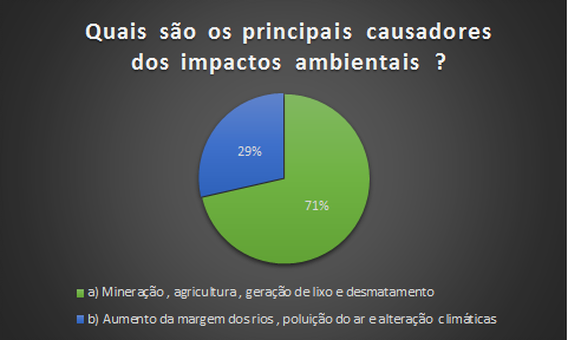 Quais são os principais causadores
dos impactos ambientais ?
29%
71%
a) Mineração , agricultura , geração de lixo e desmatamento
b) Aumento da margem dos rios , poluição do ar e alteração climáticas